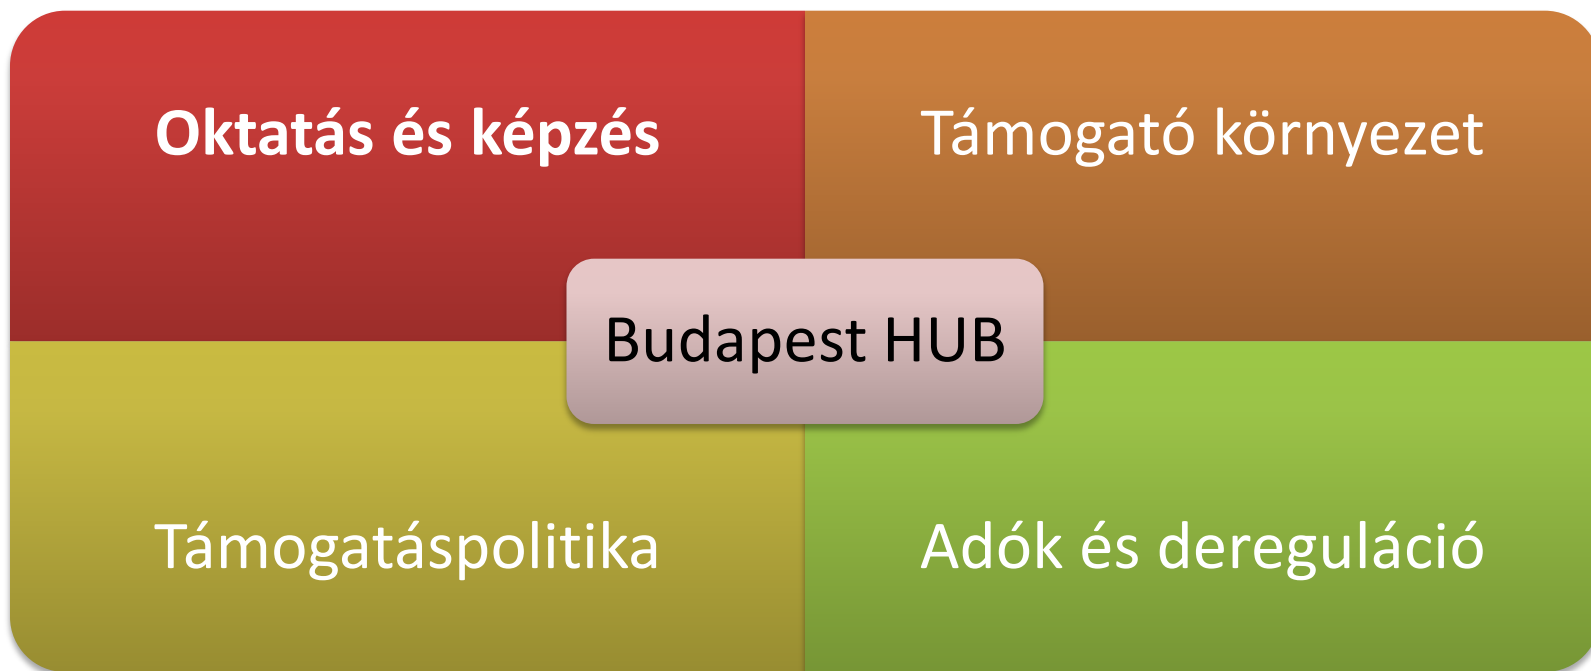 Oktatás és képzés
Támogató környezet
Budapest HUB
Támogatáspolitika
Adók és dereguláció